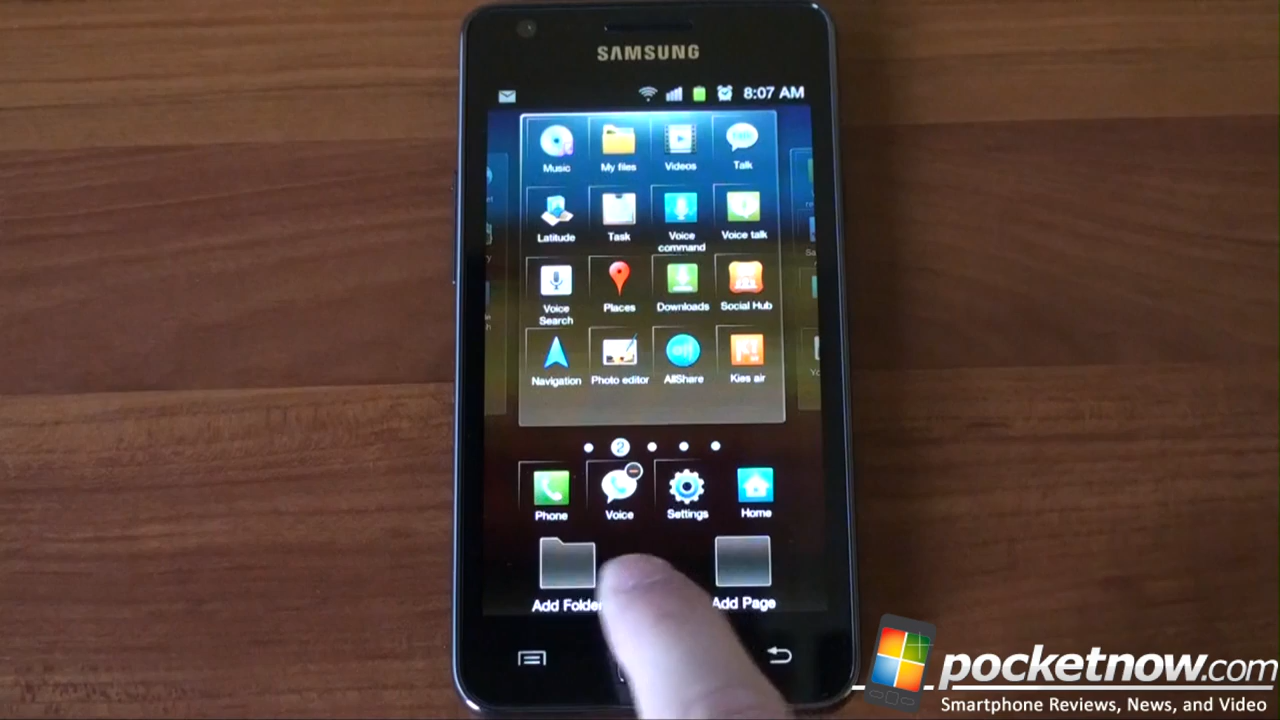 SAMSUNG
8:07 AM
Music My files Videos Talk
Latitude Task Voice command Voice talk
Voice Search Places Downloads Social Hub
Navigation Photo editor AllShare Kies air
2
Phone Voice Settings Home
Add Folder Add Page
pocketnow.com
Smartphone Reviews, News, and Video